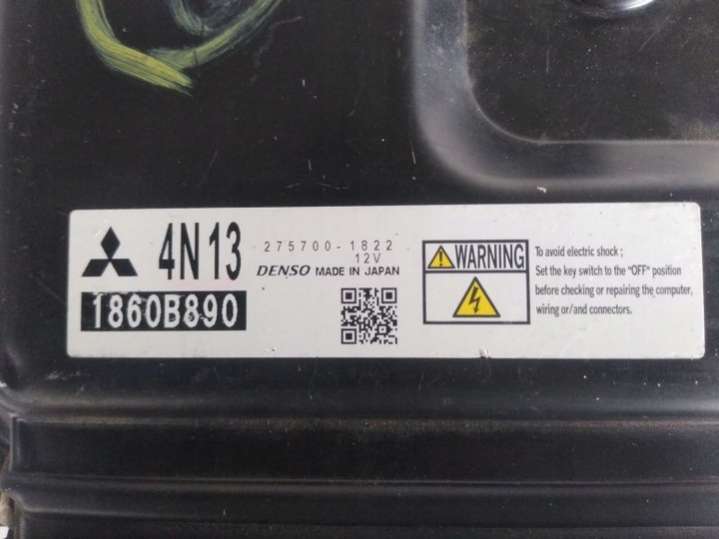 4N13
275700-1822
12V
DENSO MADE IN JAPAN
1860B890
WARNING
To avoid electric shock ;
Set the key switch to the "OFF" position
before checking or repairing the computer,
wiring or/and connectors.